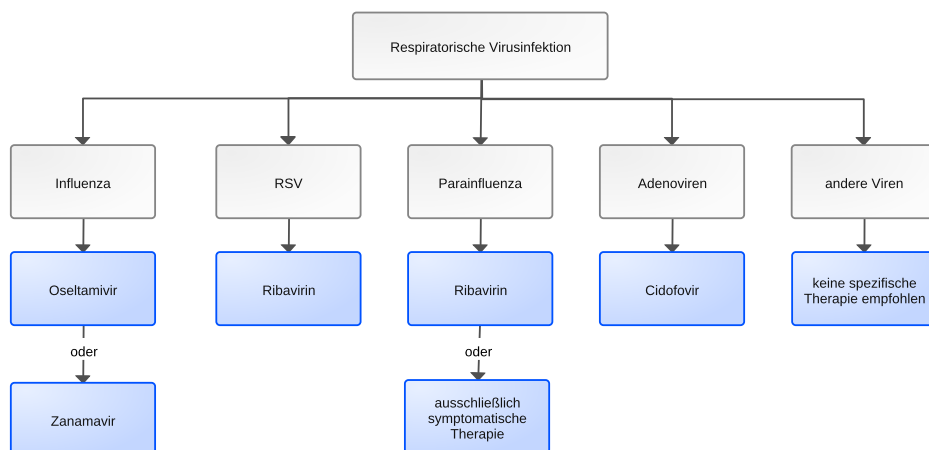 Respiratorische Virusinfektion
Influenza
RSV
Parainfluenza
Adenoviren
andere Viren
Oseltamivir
Ribavirin
Ribavirin
Cidofovir
keine spezifische
Therapie empfohlen
oder
oder
Zanamavir
ausschließlich
symptomatische
Therapie